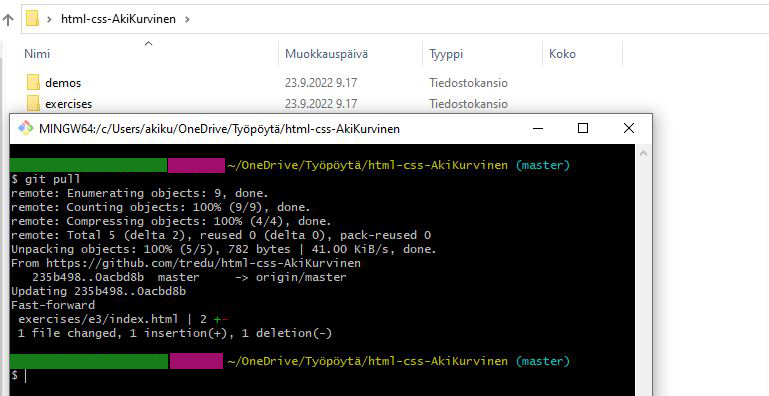 html-css-AkiKurvinen
Nimi Muokkauspäivä Tyyppi Koko
demos 23.9.2022 9.17 Tiedostokansio
exercises 23.9.2022 9.17 Tiedostokansio
MINGW64:/c/Users/akiku/OneDrive/Työpöytä/html-css-AkiKurvinen
~/OneDrive/Työpöytä/html-css-AkiKurvinen (master)
$ git pull
remote: Enumerating objects: 9, done.
remote: Counting objects: 100% (9/9), done.
remote: Compressing objects: 100% (4/4), done.
remote: Total 5 (delta 2), reused 0 (delta 0), pack-reused 0
Unpacking objects: 100% (5/5), 782 bytes | 41.00 KiB/s, done.
From https://github.com/tredu/html-css-AkiKurvinen
235b498..0acbd8b master -> origin/master
Updating 235b498..0acbd8b
Fast-forward
exercises/e3/index.html | 2 +-
1 file changed, 1 insertion(+), 1 deletion(-)
~/OneDrive/Työpöytä/html-css-AkiKurvinen (master)
$